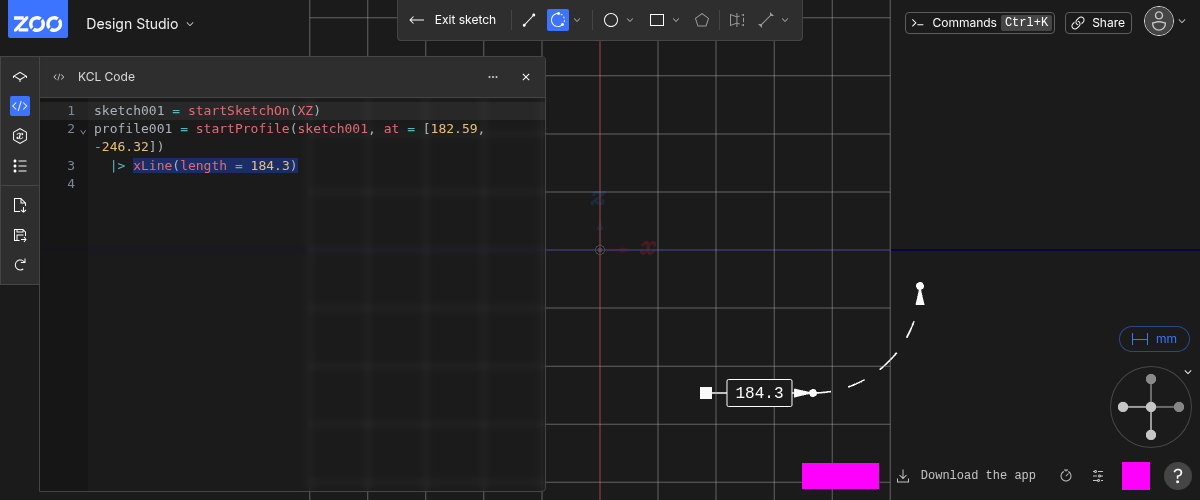 ZOO Design Studio
Exit sketch
Commands Ctrl+K
Share
KCL Code
1 sketch001 = startSketchOn(XZ)
2 profile001 = startProfile(sketch001, at = [182.59,
-246.32])
3 |> xLine(length = 184.3)
4
z
x
184.3
mm
Download the app
?